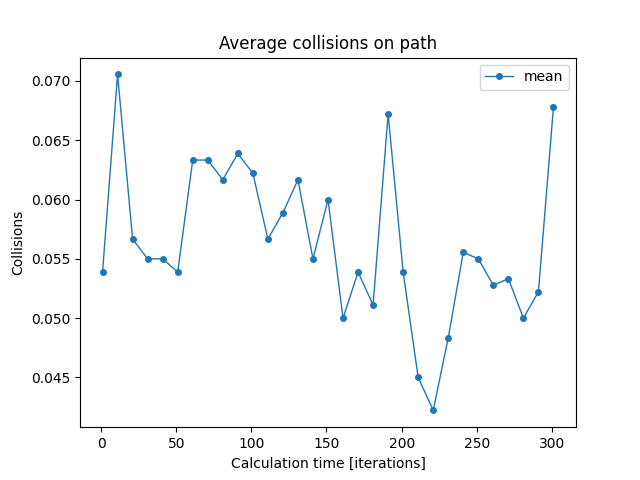 Average collisions on path
mean
Collisions
0.070
0.065
0.060
0.055
0.050
0.045
0 50 100 150 200 250 300
Calculation time [iterations]